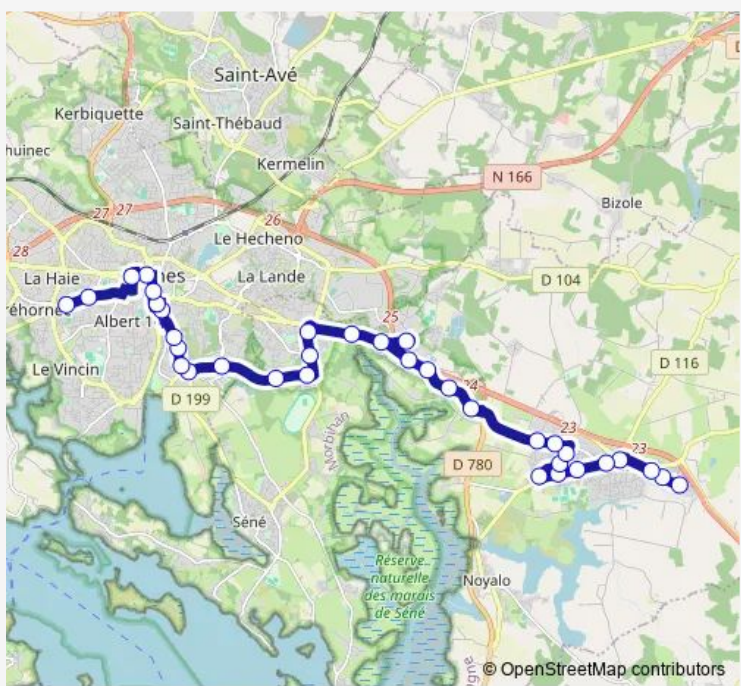 Saint-Avé
Kerbiquette
Saint-Thébaud
huinec
Kermelin
N 166
27
27
Bizole
26
Le Hecheno
28
La Haie
nes
La Lande
D 104
réhorne
Albert 1
25
Le Vincin
24
D 116
D 199
23
Morbihan
23
D 780
Séné
Réserve
naturelle
des marais
de Séné
Noyalo
agne
© OpenStreetMap contributors